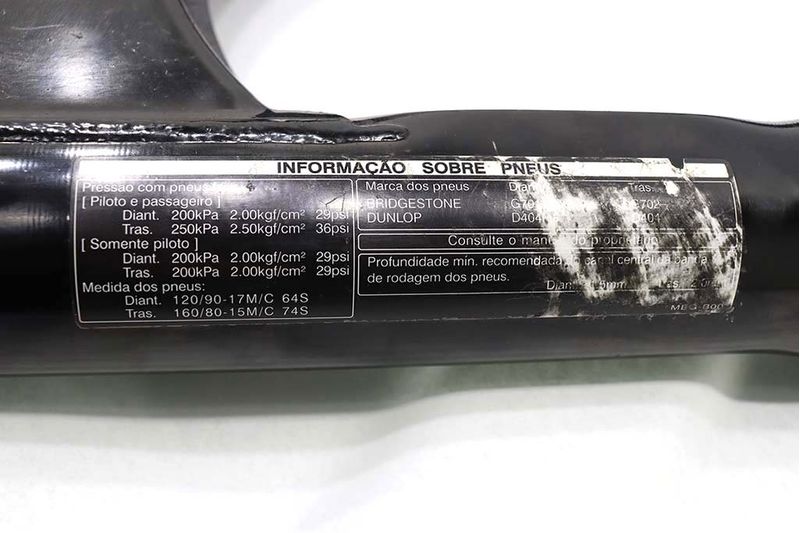 INFORMAÇÃO SOBRE PNEUS
Pressão com pneus
[ Piloto e passageiro ]
Diant. 200kPa 2.00kgf/cm² 29psi
Tras. 250kPa 2.50kgf/cm² 36psi
[ Somente piloto ]
Diant. 200kPa 2.00kgf/cm² 29psi
Tras. 200kPa 2.00kgf/cm² 29psi
Medida dos pneus:
Diant. 120/90-17M/C 64S
Tras. 160/80-15M/C 74S
Marca dos pneus Tras.
BRIDGESTONE G702
DUNLOP D404
Consulte o do proprietário
Profundidade mín. recomendada do canal central da banda
de rodagem dos pneus.